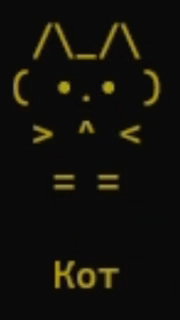 /\_/\
( • . • )
> ^ <
= =
Кот